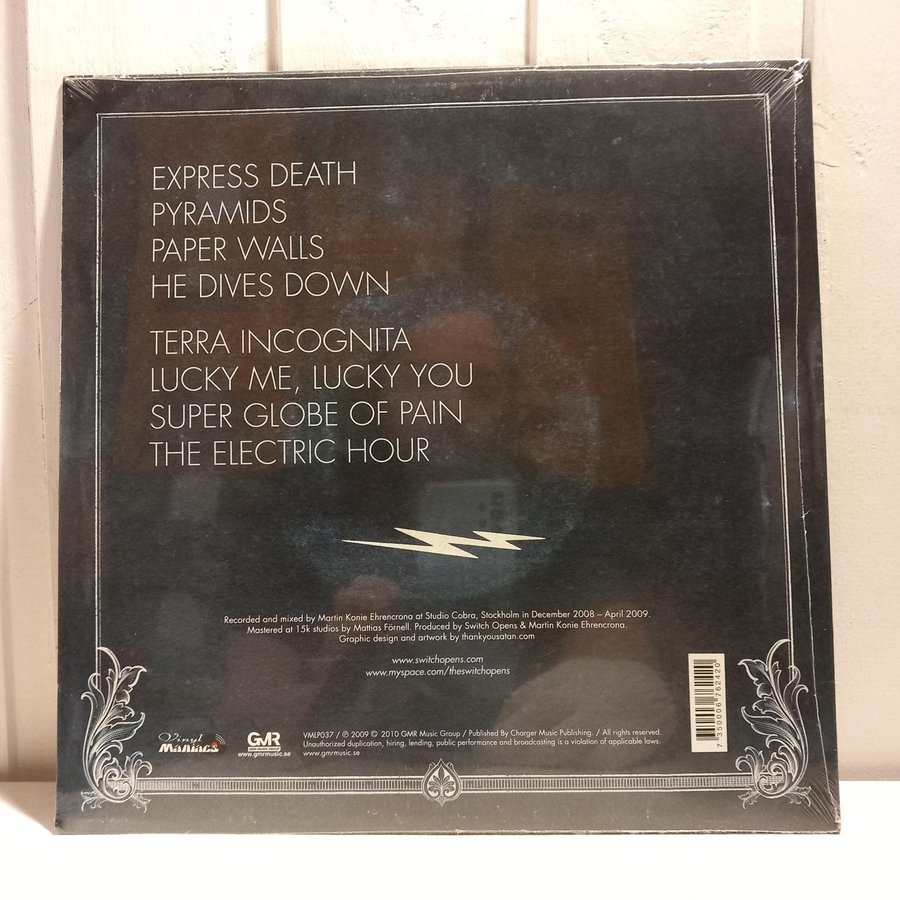 EXPRESS DEATH
PYRAMIDS
PAPER WALLS
HE DIVES DOWN
TERRA INCOGNITA
LUCKY ME, LUCKY YOU
SUPER GLOBE OF PAIN
THE ELECTRIC HOUR
Recorded and mixed by Martin Konie Ehrencrona at Studio Cobra, Stockholm in December 2008 – April 2009.
Mastered at 15k studios by Mattias Förnell. Produced by Switch Opens & Martin Konie Ehrencrona.
Graphic design and artwork by thankyousatan.com
www.switchopens.com
www.myspace.com/theswitchopens
Vinyl
Maniacs
GMR
www.gmrmusic.se
VMLP037 / ℗ 2009 © 2010 GMR Music Group / Published By Charger Music Publishing. / All rights reserved.
Unauthorized duplication, hiring, lending, public performance and broadcasting is a violation of applicable laws.
www.gmrmusic.se
7 350006 762420